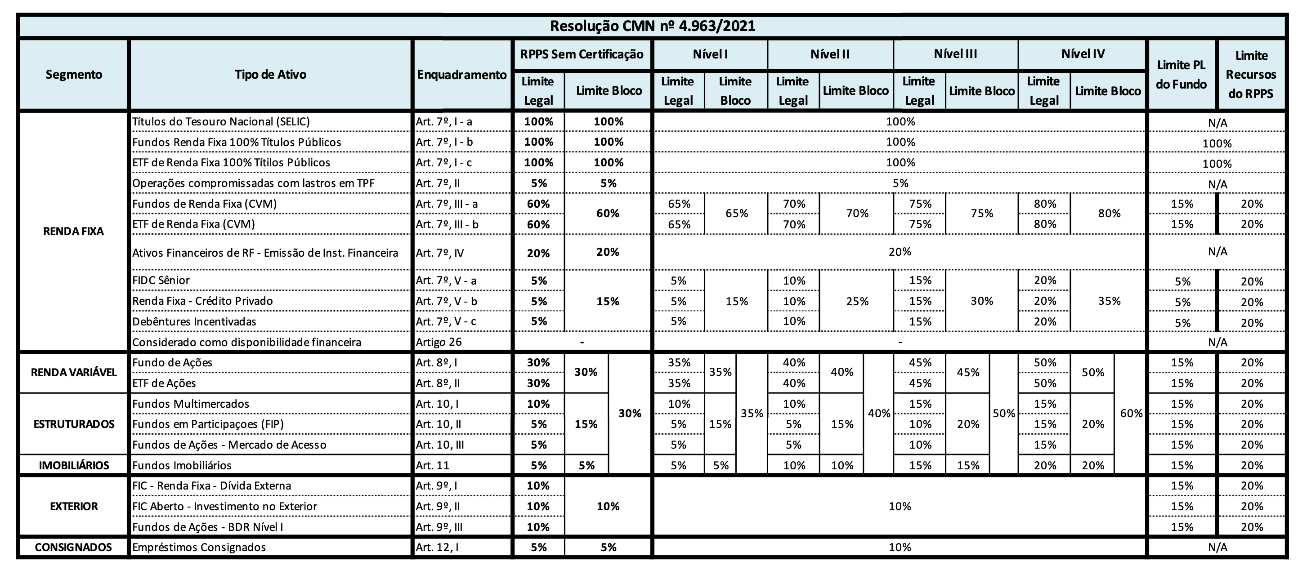 Resolução CMN nº 4.963/2021
Segmento Tipo de Ativo Enquadramento RPPS Sem Certificação Nível I Nível II Nível III Nível IV Limite PL do Fundo Limite Recursos do RPPS
Limite Legal Limite Bloco Limite Legal Limite Bloco Limite Legal Limite Bloco Limite Legal Limite Bloco Limite Legal Limite Bloco
RENDA FIXA
Títulos do Tesouro Nacional (SELIC) Art. 7º, I - a 100% 100% 100% N/A
Fundos Renda Fixa 100% Títulos Públicos Art. 7º, I - b 100% 100% 100% 100%
ETF de Renda Fixa 100% Títilos Públicos Art. 7º, I - c 100% 100% 100% 100%
Operações compromissadas com lastros em TPF Art. 7º, II 5% 5% 5% N/A
Fundos de Renda Fixa (CVM) Art. 7º, III - a 60% 60% 65% 65% 70% 70% 75% 75% 80% 80% 15% 20%
ETF de Renda Fixa (CVM) Art. 7º, III - b 60% 65% 70% 75% 80% 15% 20%
Ativos Financeiros de RF - Emissão de Inst. Financeira Art. 7º, IV 20% 20% 20% N/A
FIDC Sênior Art. 7º, V - a 5% 5% 10% 15% 20% 5% 20%
Renda Fixa - Crédito Privado Art. 7º, V - b 5% 15% 5% 15% 10% 25% 15% 30% 20% 35% 5% 20%
Debêntures Incentivadas Art. 7º, V - c 5% 5% 10% 15% 20% 5% 20%
Considerado como disponibilidade financeira Artigo 26 - - N/A
RENDA VARIÁVEL
Fundo de Ações Art. 8º, I 30% 30% 35% 35% 40% 40% 45% 45% 50% 50% 15% 20%
ETF de Ações Art. 8º, II 30% 35% 40% 45% 50% 15% 20%
ESTRUTURADOS
Fundos Multimercados Art. 10, I 10% 30% 10% 35% 10% 40% 15% 50% 15% 60% 15% 20%
Fundos em Participaçoes (FIP) Art. 10, II 5% 15% 5% 15% 5% 15% 10% 20% 15% 20% 15% 20%
Fundos de Ações - Mercado de Acesso Art. 10, III 5% 5% 5% 10% 15% 15% 20%
IMOBILIÁRIOS Fundos Imobiliários Art. 11 5% 5% 5% 5% 10% 10% 15% 15% 20% 20% 15% 20%
EXTERIOR
FIC - Renda Fixa - Dívida Externa Art. 9º, I 10% 15% 20%
FIC Aberto - Investimento no Exterior Art. 9º, II 10% 10% 10% 15% 20%
Fundos de Ações - BDR Nível I Art. 9º, III 10% 15% 20%
CONSIGNADOS Empréstimos Consignados Art. 12, I 5% 5% 10% N/A